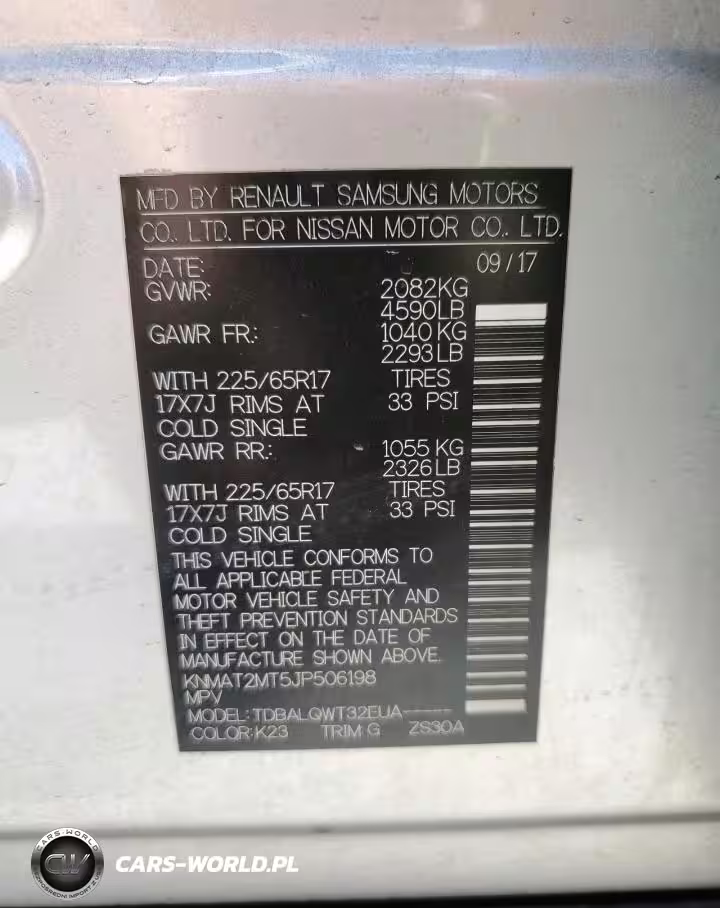 MFD BY RENAULT SAMSUNG MOTORS
CO., LTD. FOR NISSAN MOTOR CO., LTD.
DATE: 09/17
GVWR: 2082KG
4590LB
GAWR FR.: 1040KG
2293LB
WITH 225/65R17 TIRES
17X7J RIMS AT 33 PSI
COLD SINGLE
GAWR RR.: 1055 KG
2326LB
WITH 225/65R17 TIRES
17X7J RIMS AT 33 PSI
COLD SINGLE
THIS VEHICLE CONFORMS TO
ALL APPLICABLE FEDERAL
MOTOR VEHICLE SAFETY AND
THEFT PREVENTION STANDARDS
IN EFFECT ON THE DATE OF
MANUFACTURE SHOWN ABOVE.
KNMAT2MT5JP506198
MPV
MODEL: TDBALQWT32EUA-----
COLOR: K23 TRIM: G ZS30A
CARS-WORLD
CW
CARS-WORLD.PL